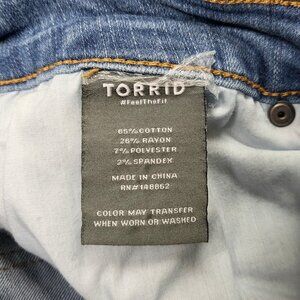 TORRID
#FeelTheFit
65% COTTON
26% RAYON
7% POLYESTER
2% SPANDEX
MADE IN CHINA
RN#148862
COLOR MAY TRANSFER
WHEN WORN OR WASHED